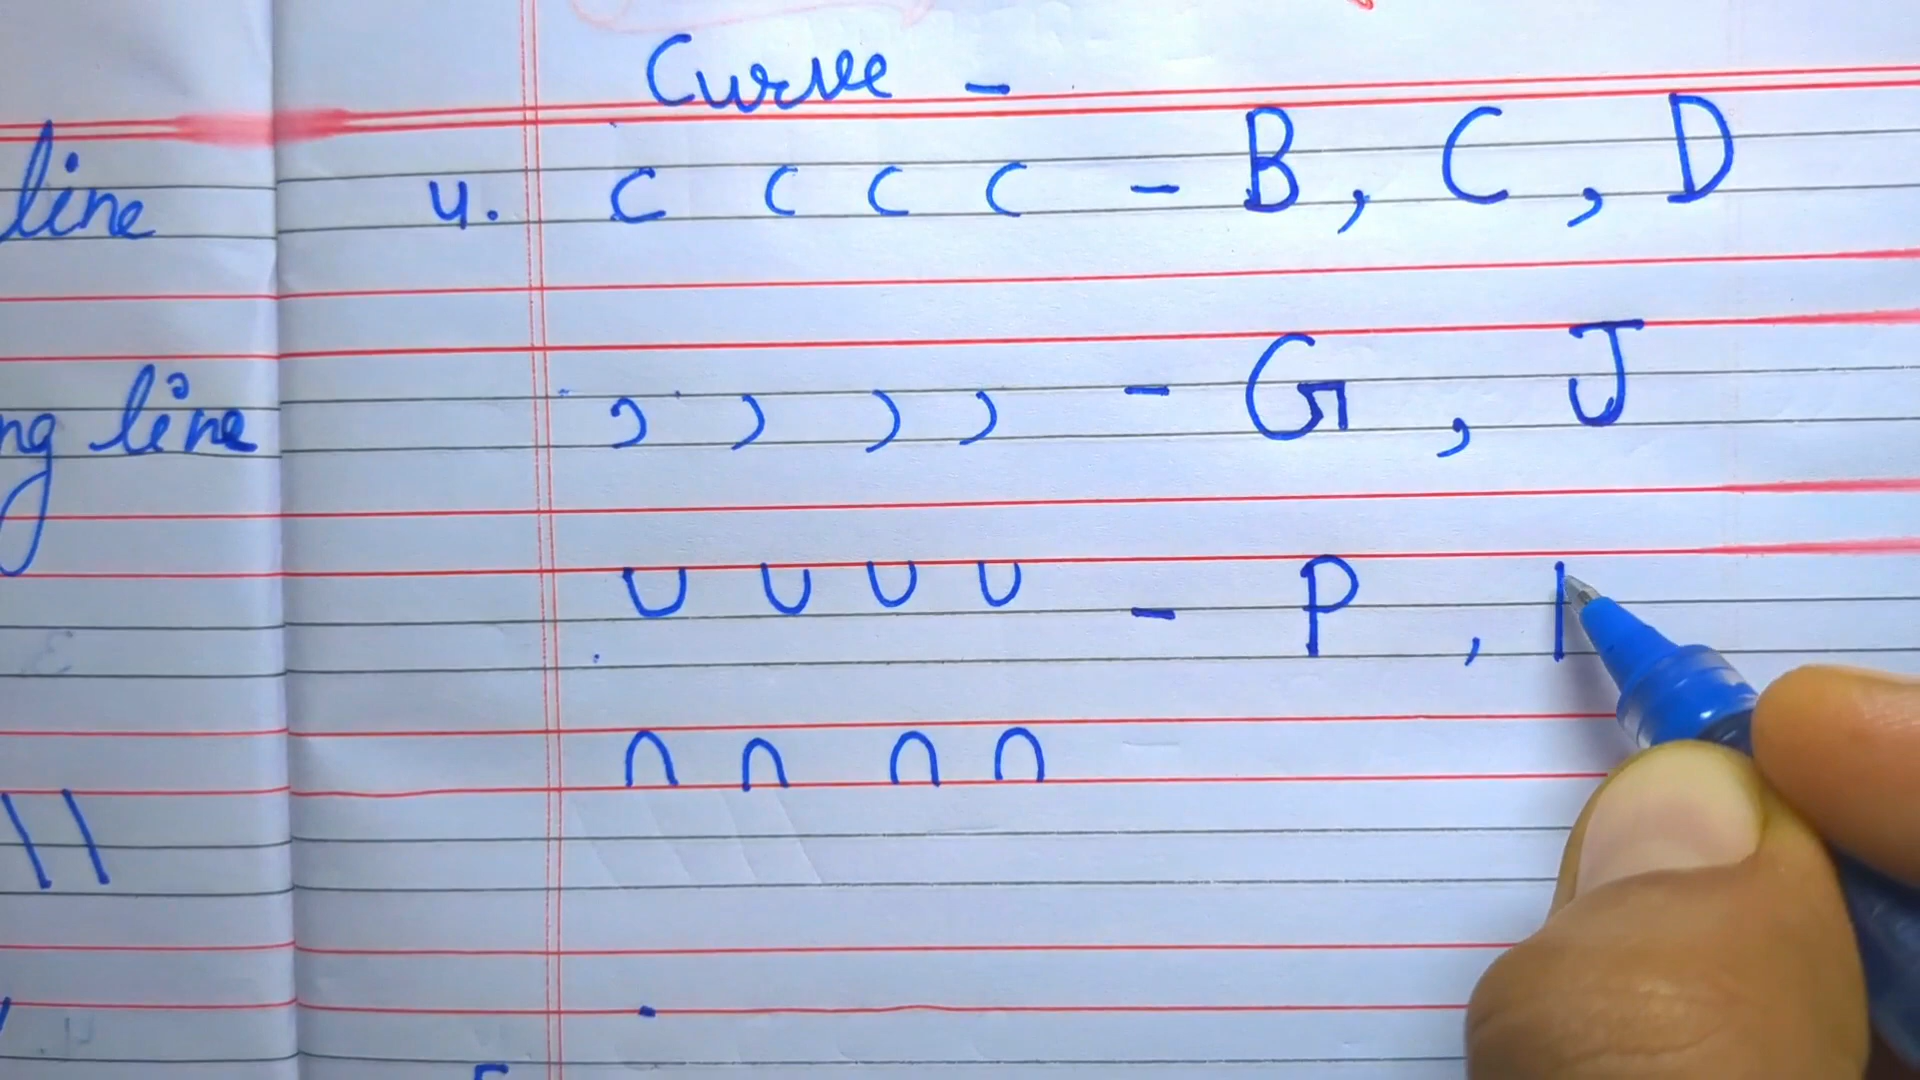 line
ng line
Curve -
4. C C C C - B, C, D
) ) ) ) - G, J
U U U U - P,
∩ ∩ ∩ ∩